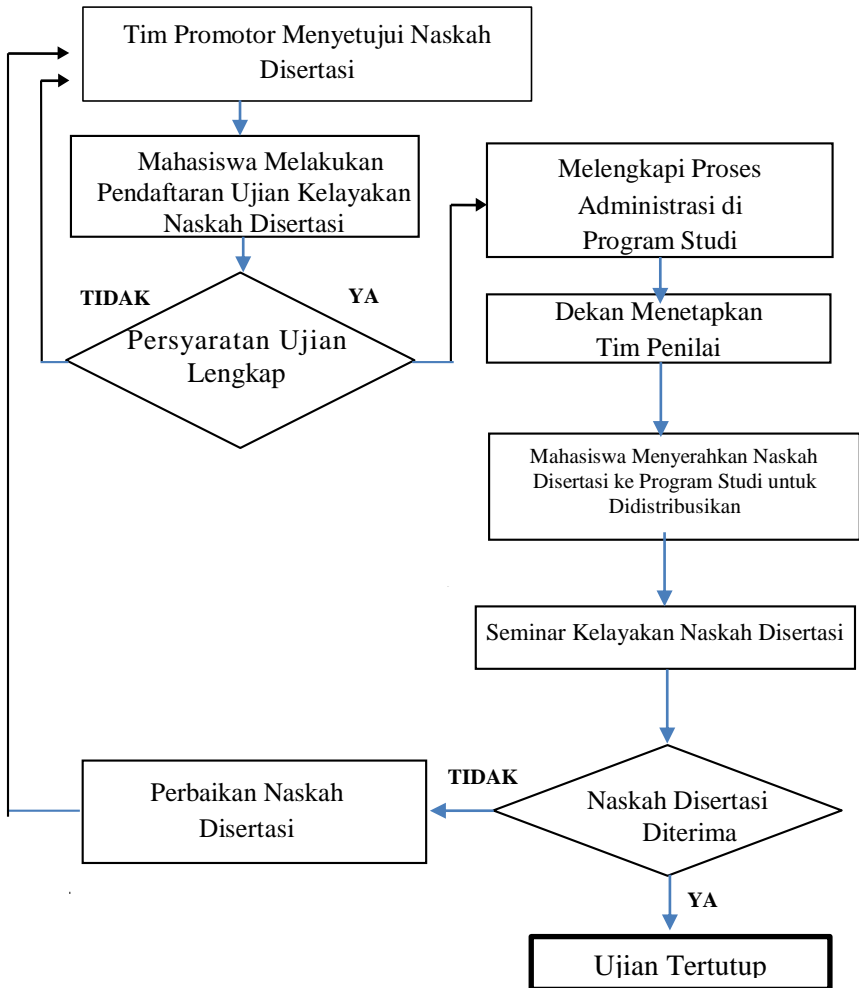 Tim Promotor Menyetujui Naskah
Disertasi
Mahasiswa Melakukan
Pendaftaran Ujian Kelayakan
Naskah Disertasi
Melengkapi Proses
Administrasi di
Program Studi
TIDAK
YA
Persyaratan Ujian
Lengkap
Dekan Menetapkan
Tim Penilai
Mahasiswa Menyerahkan Naskah
Disertasi ke Program Studi untuk
Didistribusikan
Seminar Kelayakan Naskah Disertasi
TIDAK
Perbaikan Naskah
Disertasi
Naskah Disertasi
Diterima
YA
Ujian Tertutup